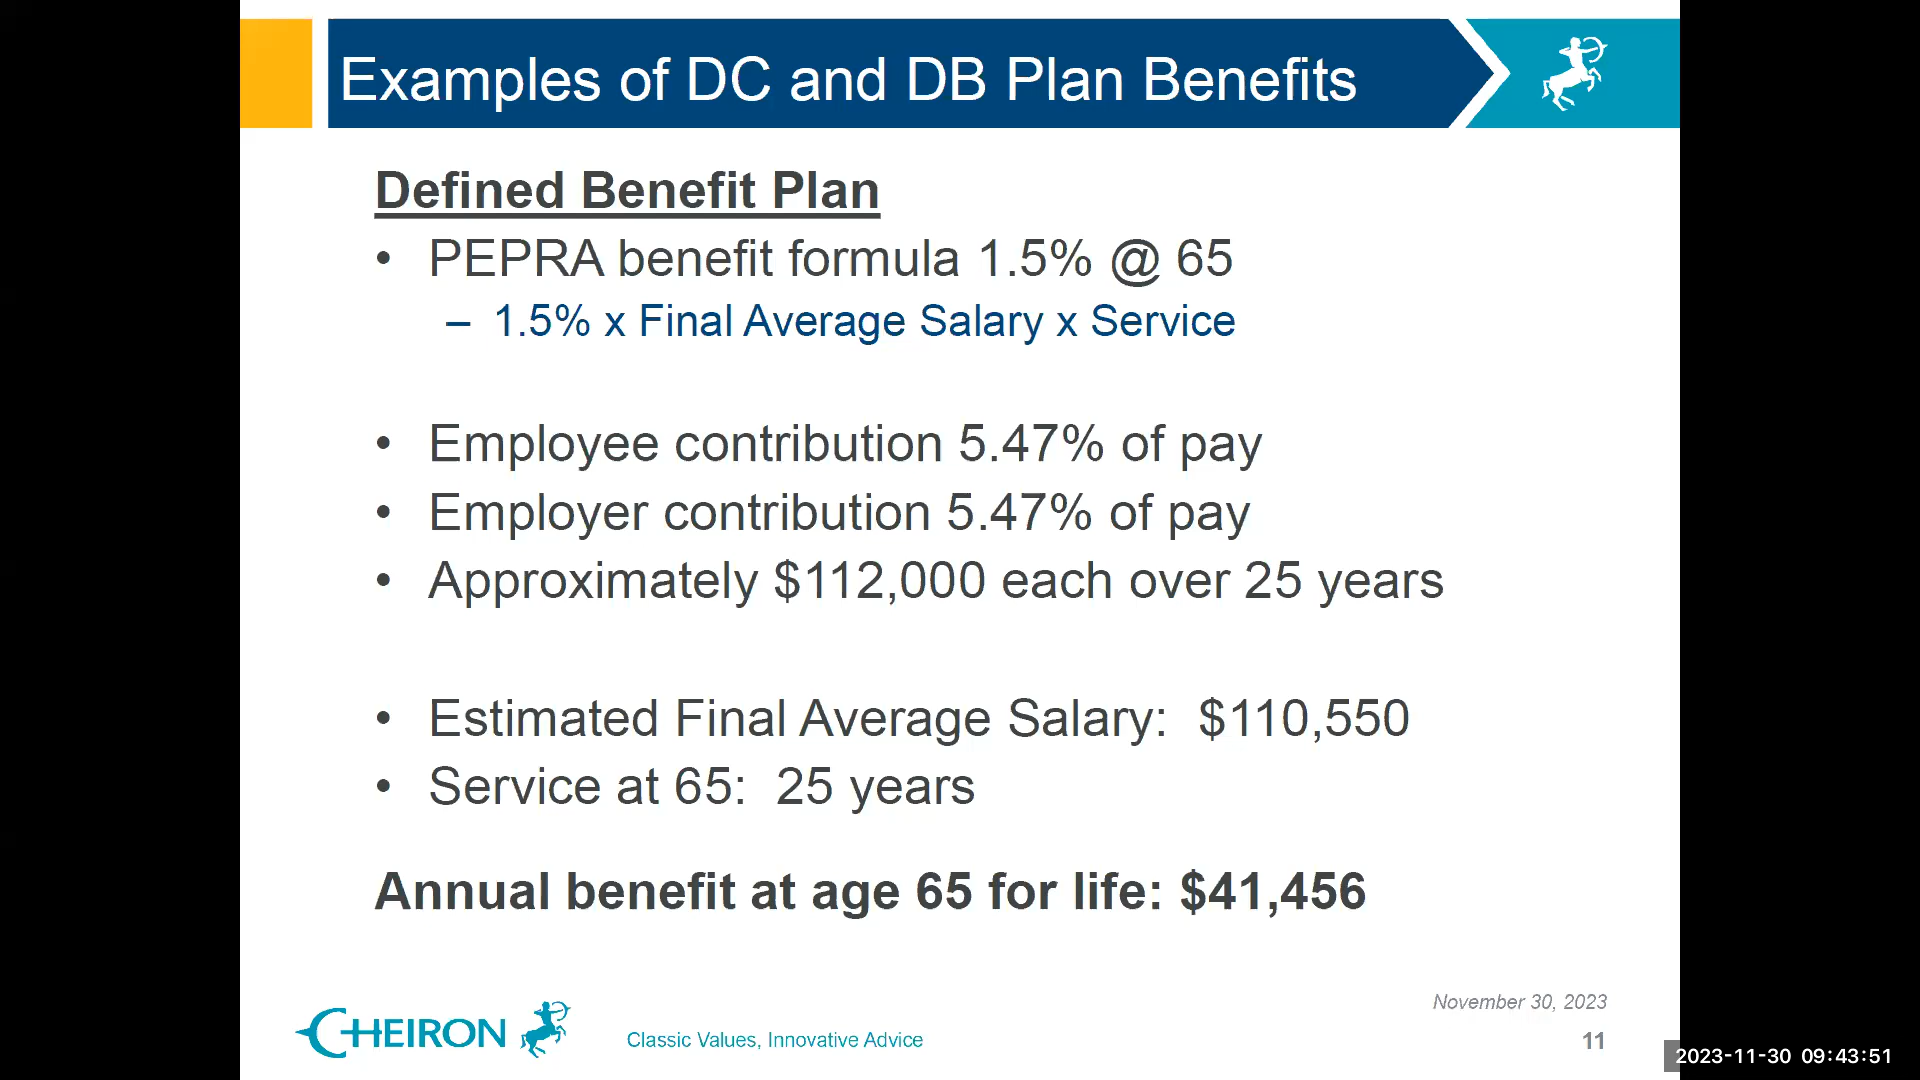 Examples of DC and DB Plan Benefits
Defined Benefit Plan
• PEPRA benefit formula 1.5% @ 65
– 1.5% x Final Average Salary x Service
• Employee contribution 5.47% of pay
• Employer contribution 5.47% of pay
• Approximately $112,000 each over 25 years
• Estimated Final Average Salary: $110,550
• Service at 65: 25 years
Annual benefit at age 65 for life: $41,456
November 30, 2023
CHEIRON
Classic Values, Innovative Advice
11
2023-11-30 09:43:51